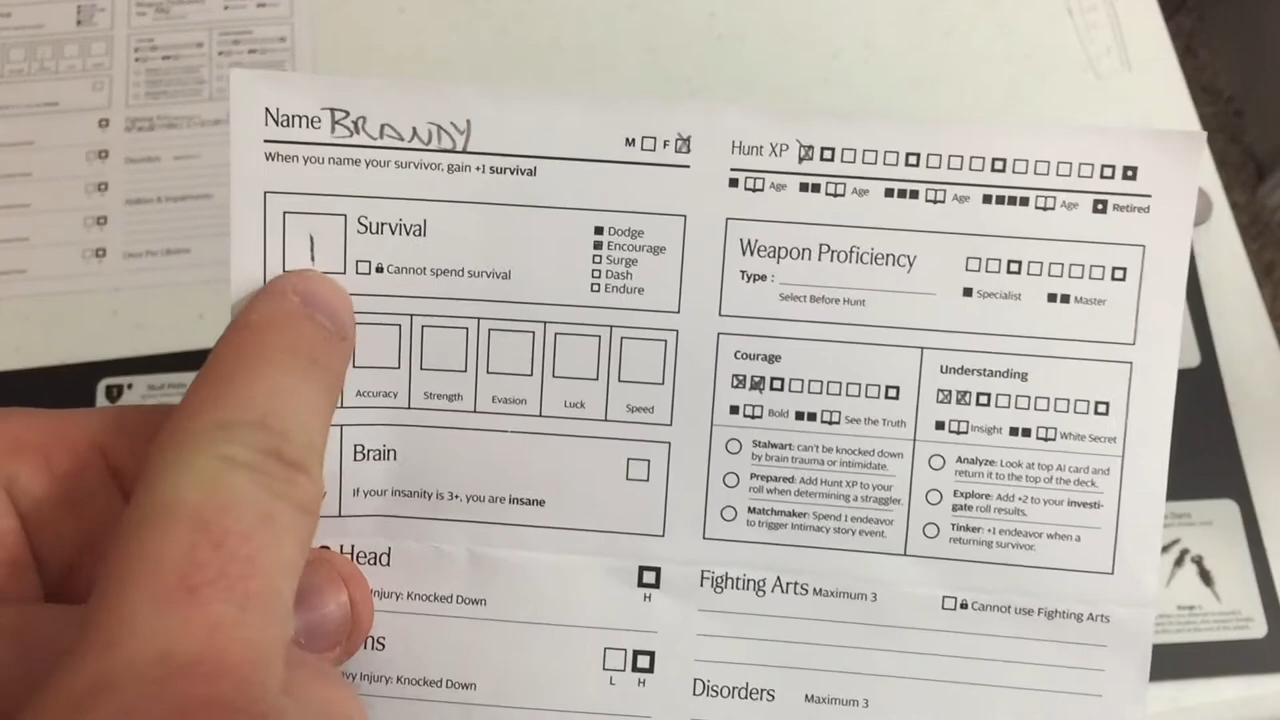 Name BRANDY
M F
When you name your survivor, gain +1 survival
Hunt XP
Age Age Age Age Retired
1
Survival
Cannot spend survival
Dodge
Encourage
Surge
Dash
Endure
Weapon Proficiency
Type :
Select Before Hunt
Specialist Master
Accuracy Strength Evasion Luck Speed
Courage
Bold See the Truth
Stalwart: can't be knocked down
by brain trauma or intimidate.
Prepared: Add Hunt XP to your
roll when determining a straggler.
Matchmaker: Spend 1 endeavor
to trigger Intimacy story event.
Understanding
Insight White Secret
Analyze: Look at top AI card and
return it to the top of the deck.
Explore: Add +2 to your investi-
gate roll results.
Tinker: +1 endeavor when a
returning survivor.
Brain
If your insanity is 3+, you are insane
Head
Injury: Knocked Down
H
ns
vy Injury: Knocked Down
L H
Fighting Arts Maximum 3
Cannot use Fighting Arts
Disorders Maximum 3